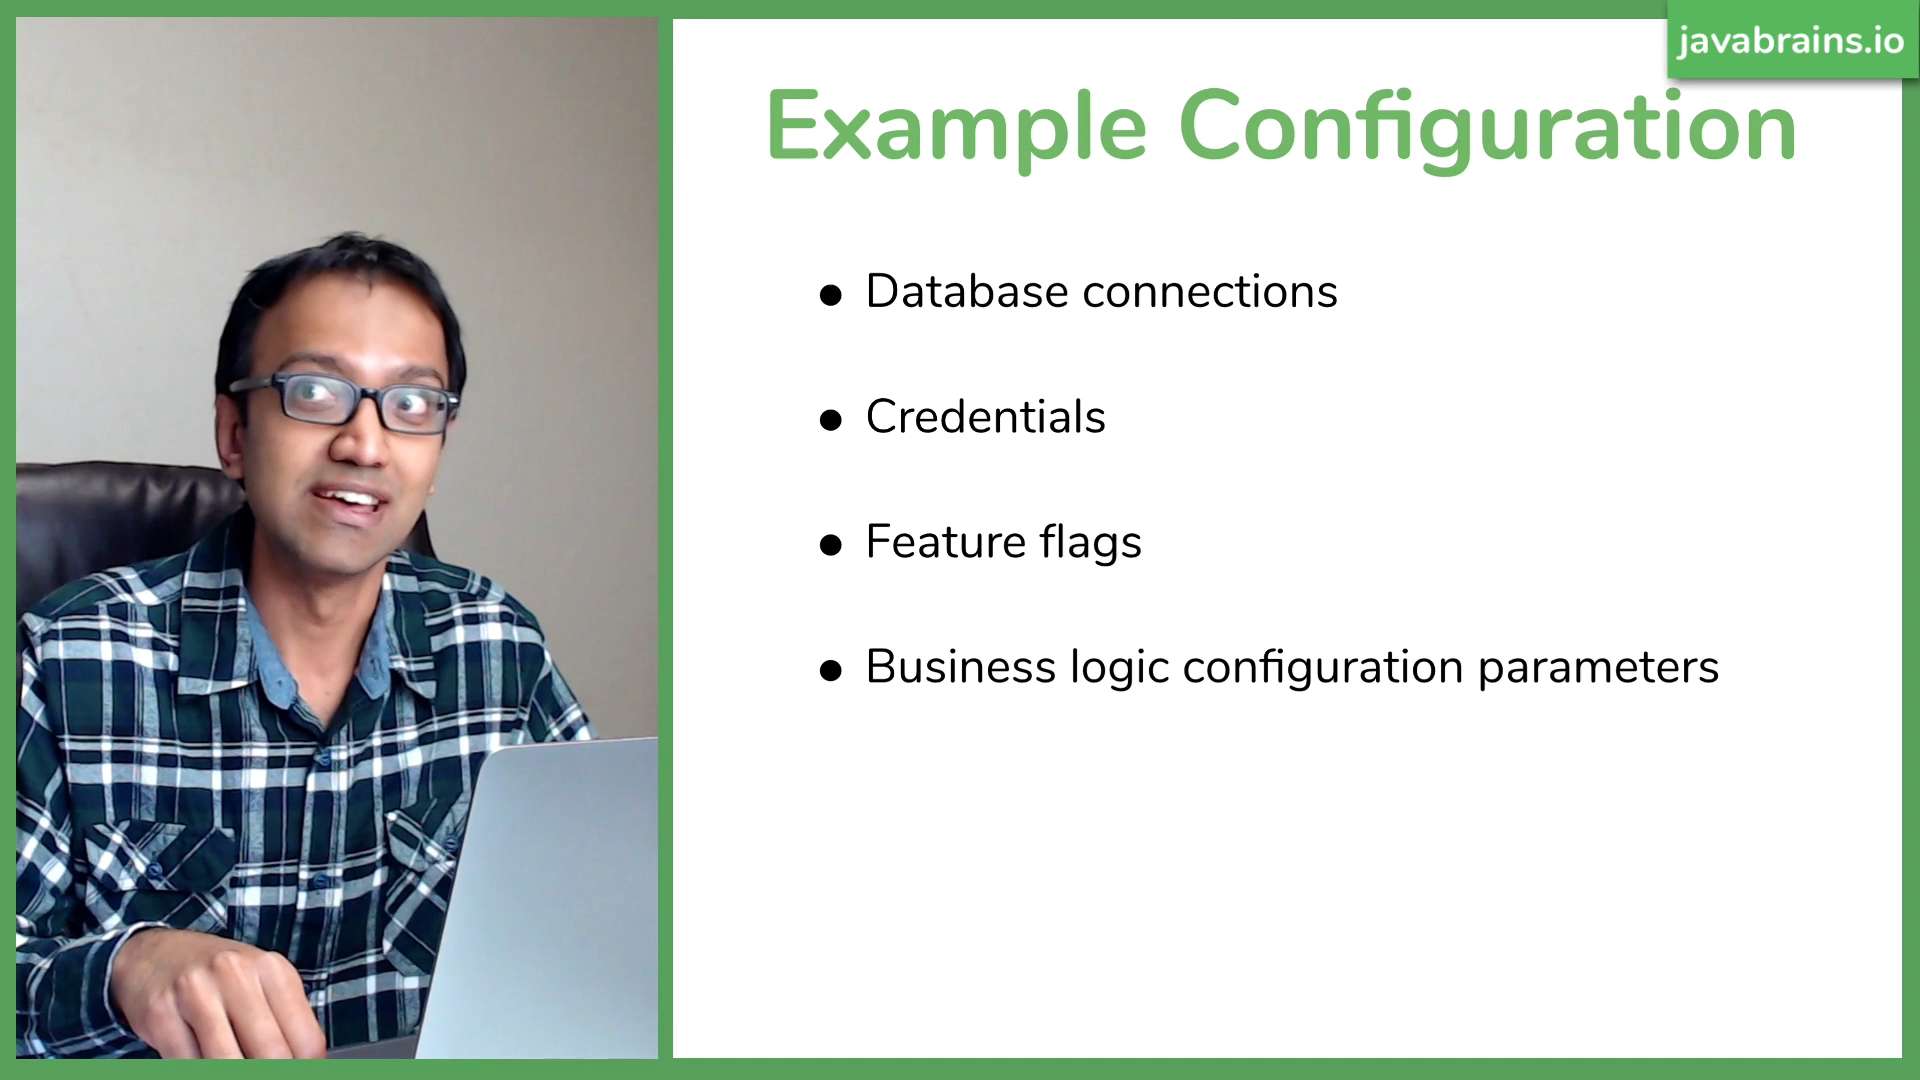 javabrains.io
Example Configuration
● Database connections
● Credentials
● Feature flags
● Business logic configuration parameters